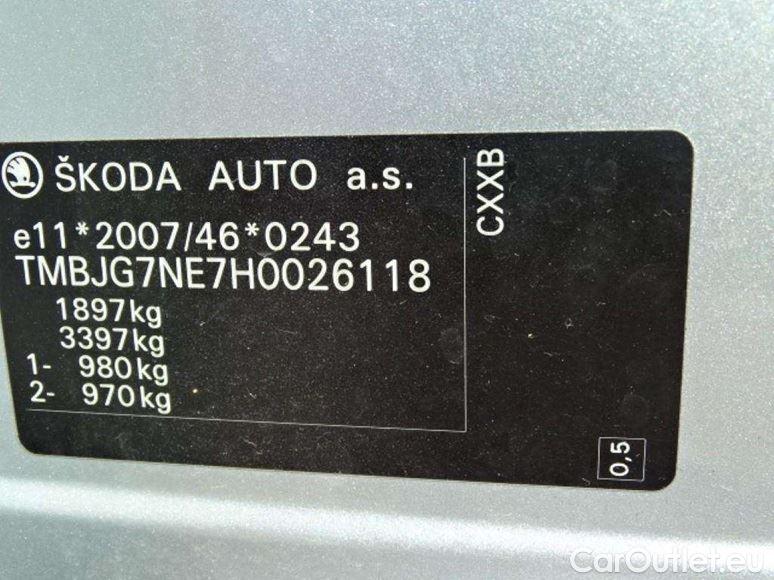 ŠKODA AUTO a.s.
e11*2007/46*0243
TMBJG7NE7H0026118
1897kg
3397kg
1- 980kg
2- 970kg
CXXB
0,5
CarOutlet.eu